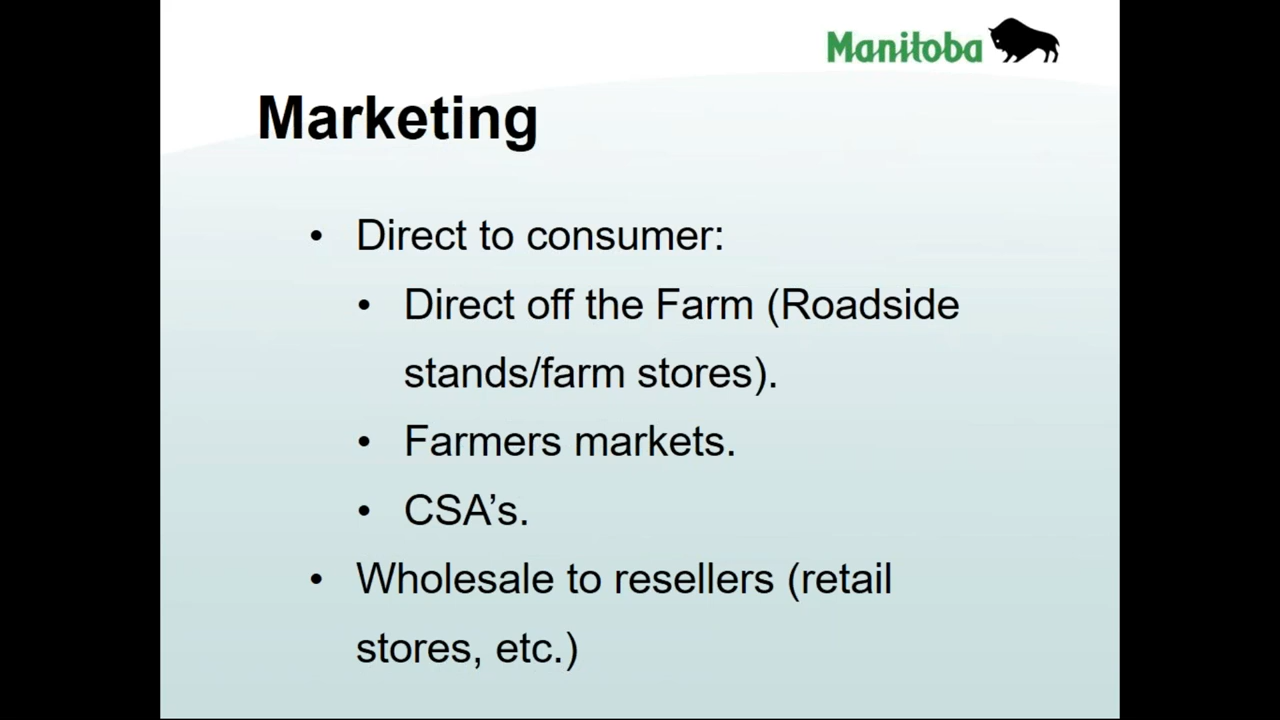 Manitoba
Marketing
• Direct to consumer:
• Direct off the Farm (Roadside
stands/farm stores).
• Farmers markets.
• CSA’s.
• Wholesale to resellers (retail
stores, etc.)